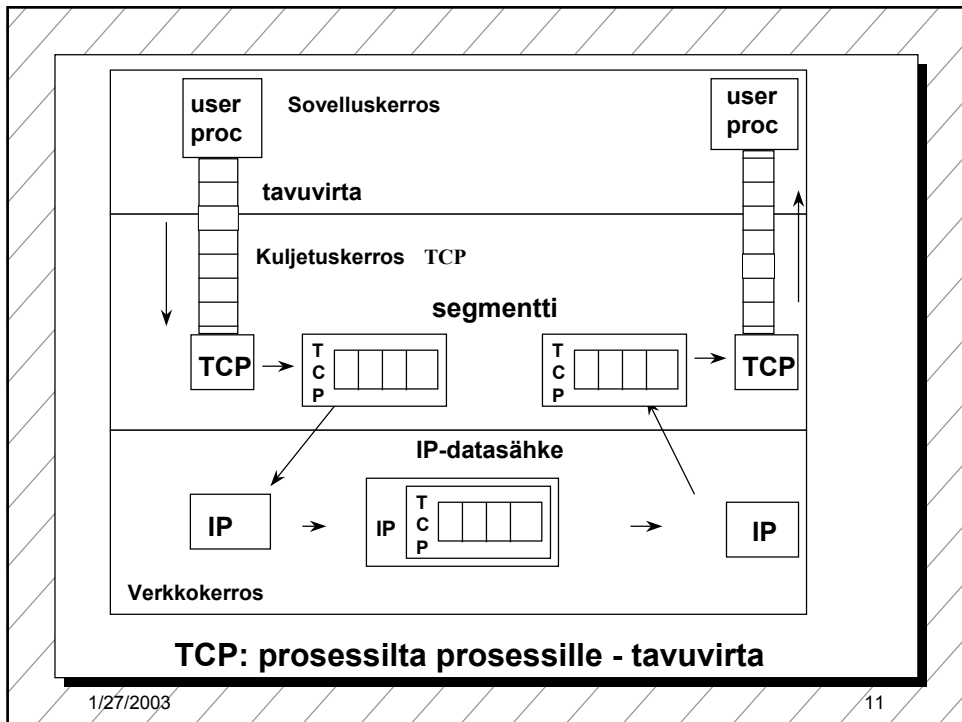 user
proc
Sovelluskerros
user
proc
tavuvirta
Kuljetuskerros TCP
segmentti
TCP
T
C
P
T
C
P
TCP
IP-datasähke
IP
IP
T
C
P
IP
Verkkokerros
TCP: prosessilta prosessille - tavuvirta
1/27/2003
11